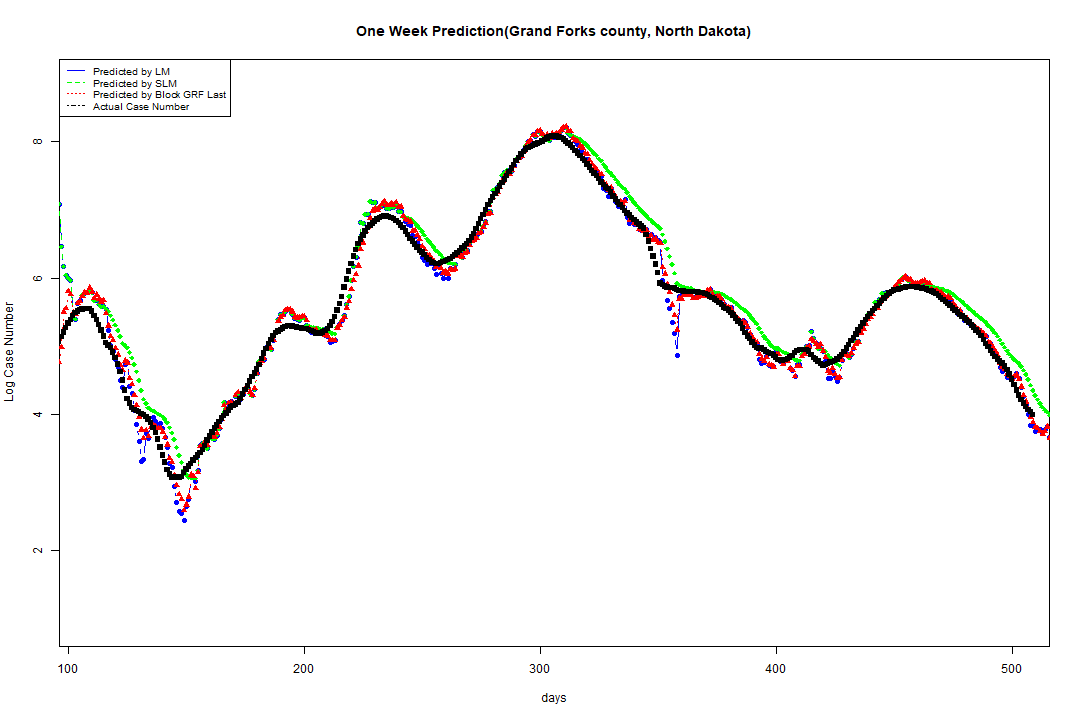 One Week Prediction(Grand Forks county, North Dakota)
Predicted by LM
Predicted by SLM
Predicted by Block GRF Last
Actual Case Number
Log Case Number
8
6
4
2
100
200
300
400
500
days